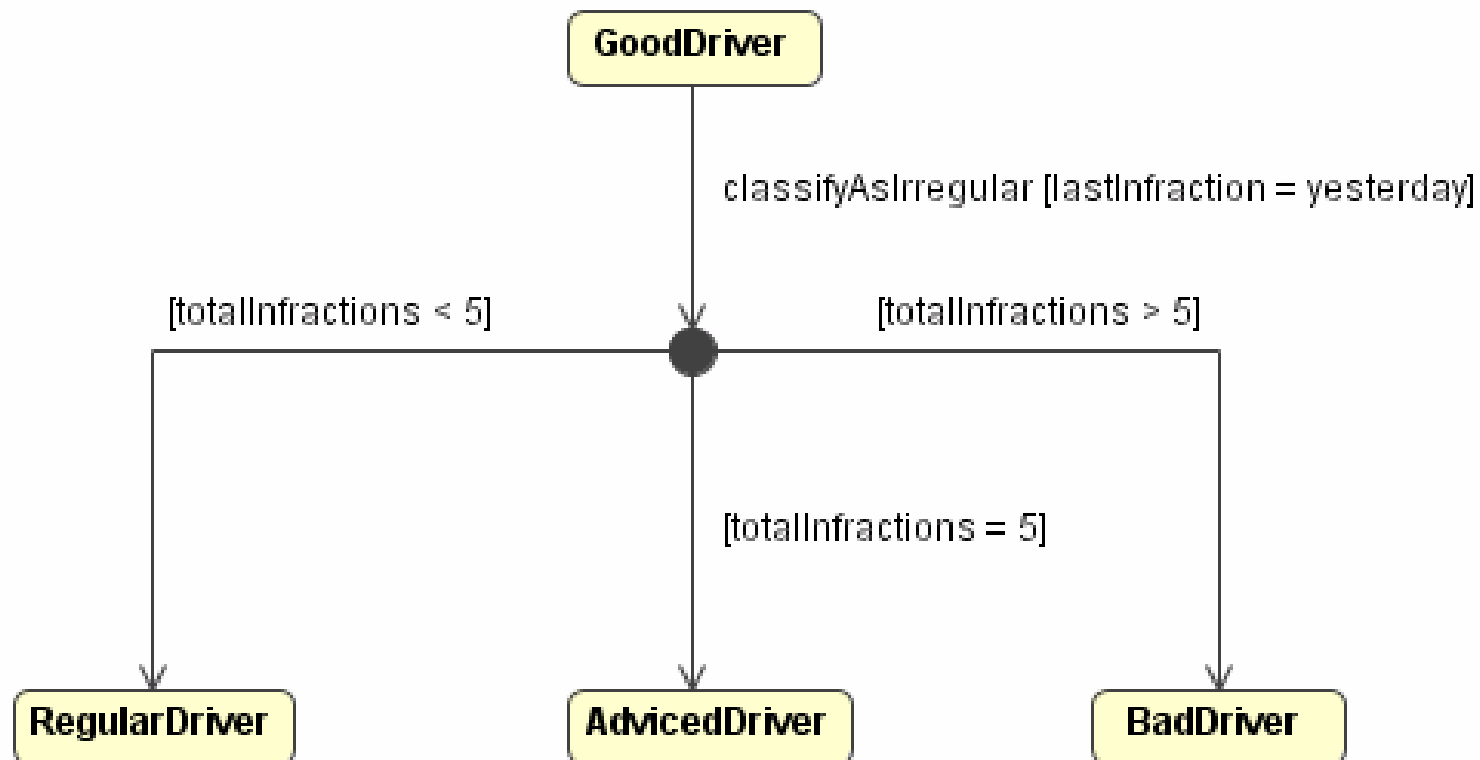 GoodDriver
classifyAsIrregular [lastInfraction = yesterday]
[totalInfractions < 5]
[totalInfractions > 5]
[totalInfractions = 5]
RegularDriver
AdvicedDriver
BadDriver